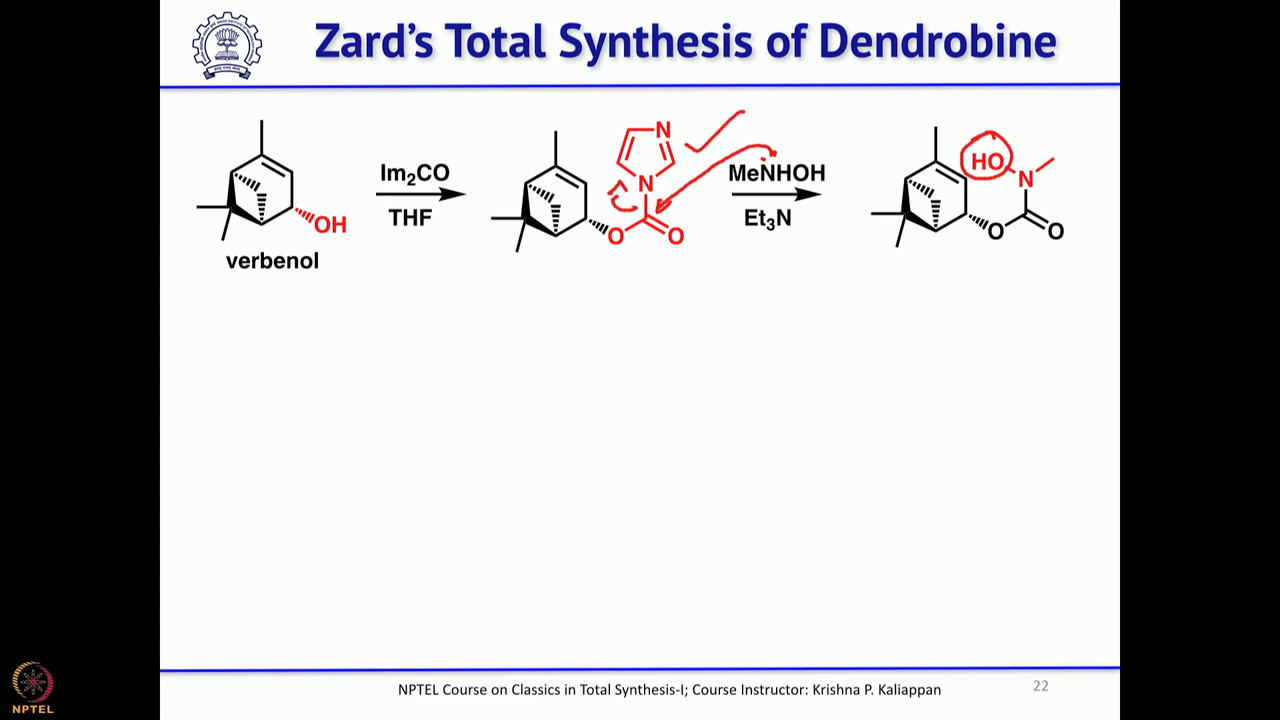 Zard's Total Synthesis of Dendrobine
Im₂CO
THF
OH
verbenol
N
N
O
O
MeNHOH
Et₃N
HO
N
O
O
NPTEL Course on Classics in Total Synthesis-I; Course Instructor: Krishna P. Kaliappan
22
NPTEL